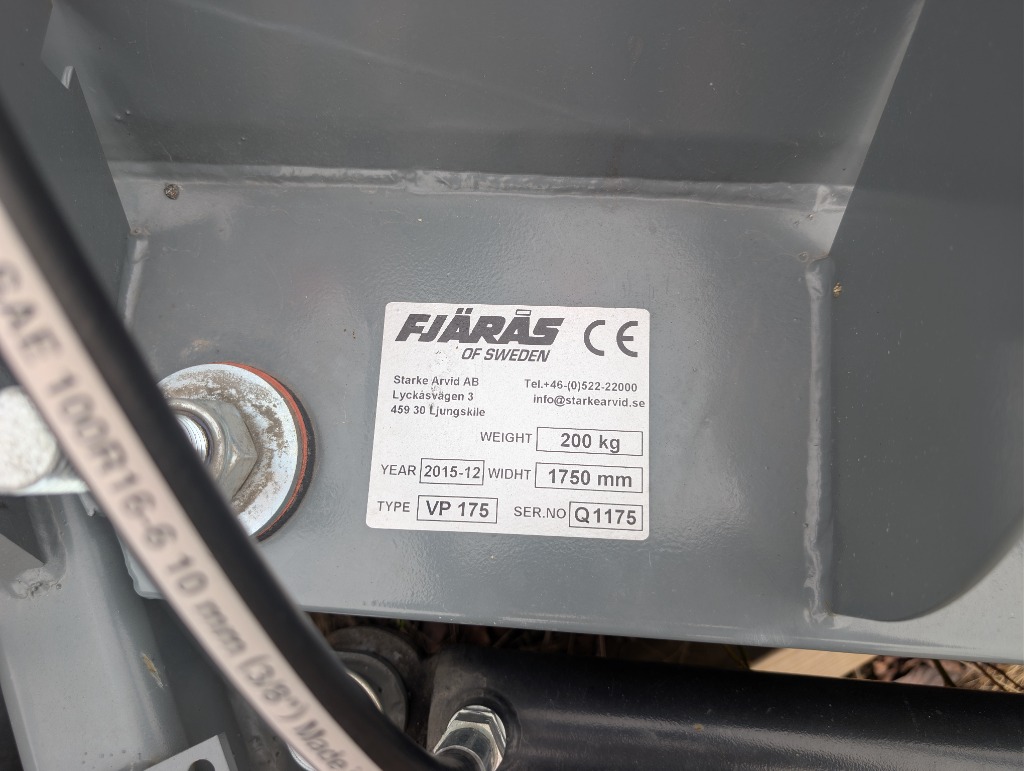 FJÄRÅS CE
OF SWEDEN
Starke Arvid AB Tel.+46-(0)522-22000
Lyckåsvägen 3 info@starkearvid.se
459 30 Ljungskile
WEIGHT 200 kg
YEAR 2015-12 WIDHT 1750 mm
TYPE VP 175 SER.NO Q1175
SAE 100R16-6 10 mm (3/8") Made